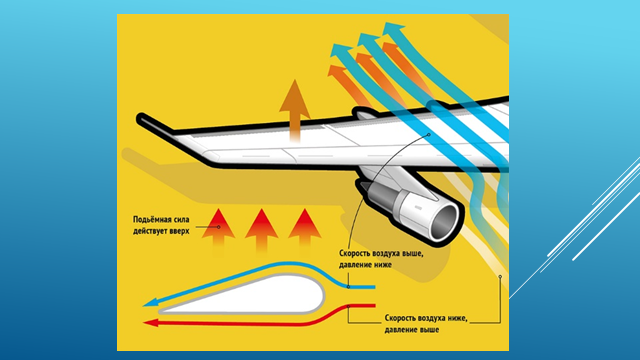 Подъёмная сила
действует вверх
Скорость воздуха выше,
давление ниже
Скорость воздуха ниже,
давление выше